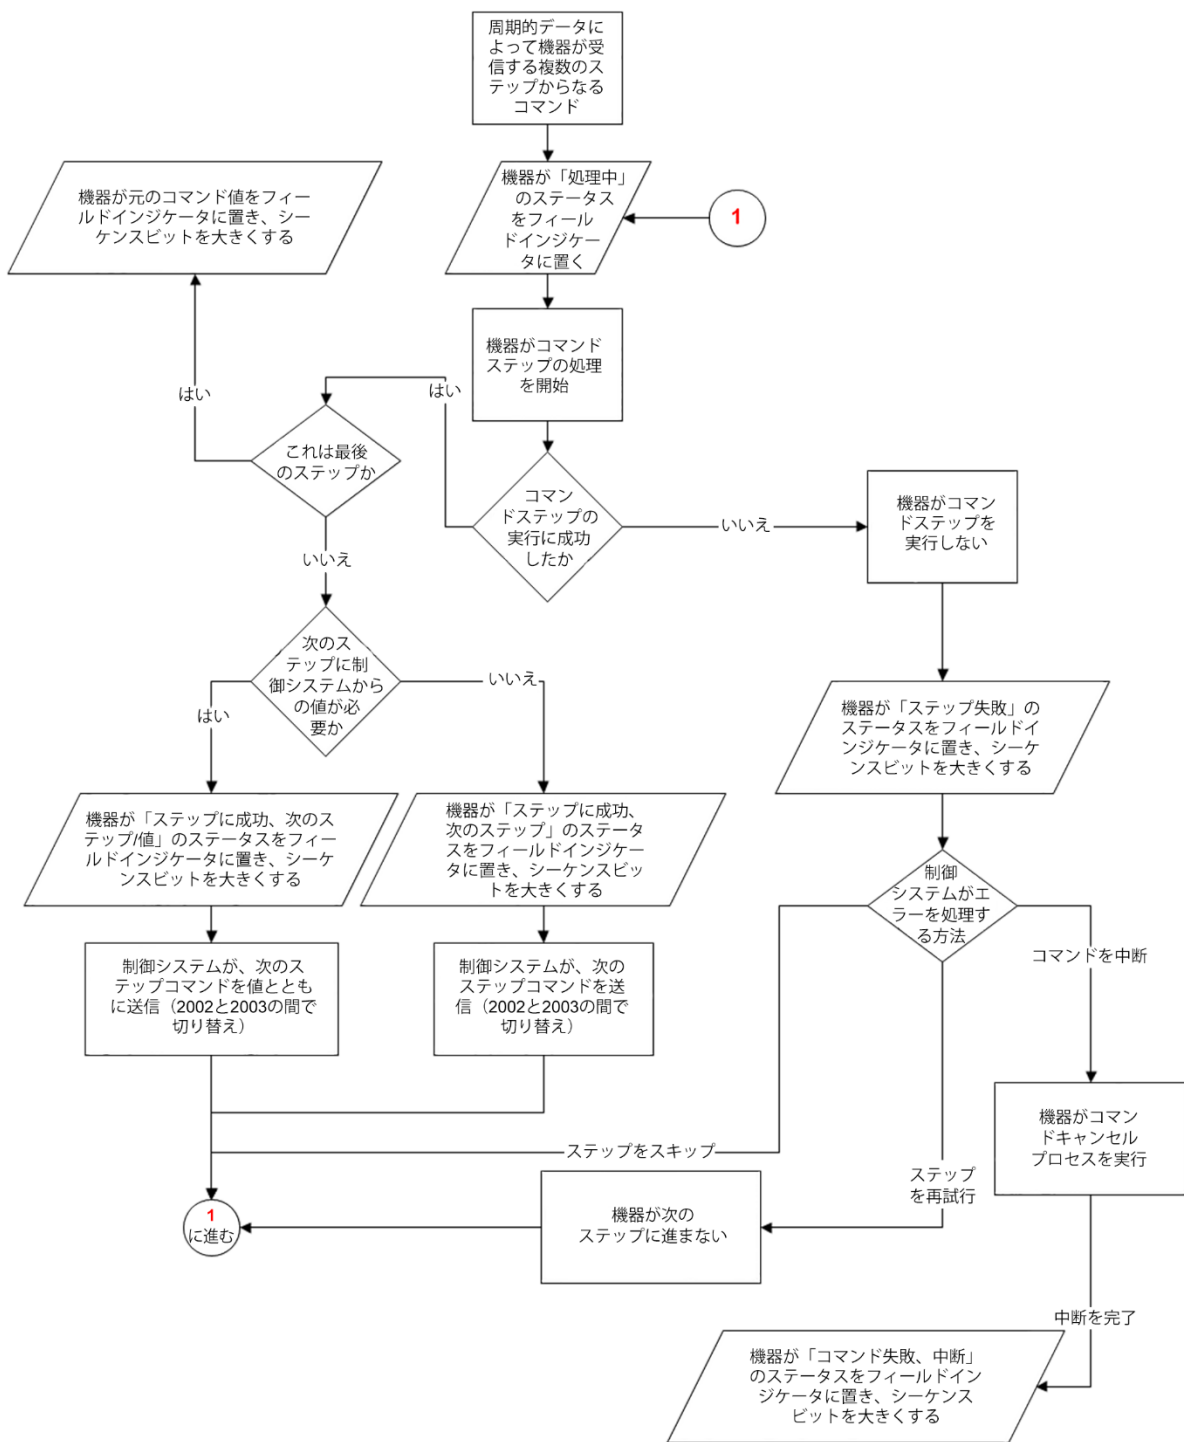 周期的データに
よって機器が受
信する複数のス
テップからなる
コマンド
機器が「処理中」
のステータス
をフィール
ドインジケー
タに置く
1
機器が元のコマンド値をフィー
ルドインジケータに置き、シー
ケンスビットを大きくする
機器がコマンド
ステップの処理
を開始
はい
はい
これは最後
のステップか
コマン
ドステップの
実行に成功
したか
いいえ
機器がコマン
ドステップを
実行しない
いいえ
次のス
テップに制
御システムから
の値が必
要か
いいえ
はい
機器が「ステップ失敗」の
ステータスをフィールドイ
ンジケータに置き、シーケ
ンスビットを大きくする
機器が「ステップに成功、次のス
テップ/値」のステータスをフィー
ルドインジケータに置き、シーケ
ンスビットを大きくする
機器が「ステップに成功、
次のステップ」のステータ
スをフィールドインジケー
タに置き、シーケンスビッ
トを大きくする
制御
システムがエ
ラーを処理す
る方法
コマンドを中断
制御システムが、次のス
テップコマンドを値ととも
に送信（2002と2003の間で
切り替え）
制御システムが、次の
ステップコマンドを送
信（2002と2003の間で
切り替え）
機器がコマン
ドキャンセル
プロセスを実行
ステップをスキップ
ステップ
を再試行
1
に進む
機器が次の
ステップに進まない
中断を完了
機器が「コマンド失敗、中断」
のステータスをフィールドイン
ジケータに置き、シーケンス
ビットを大きくする